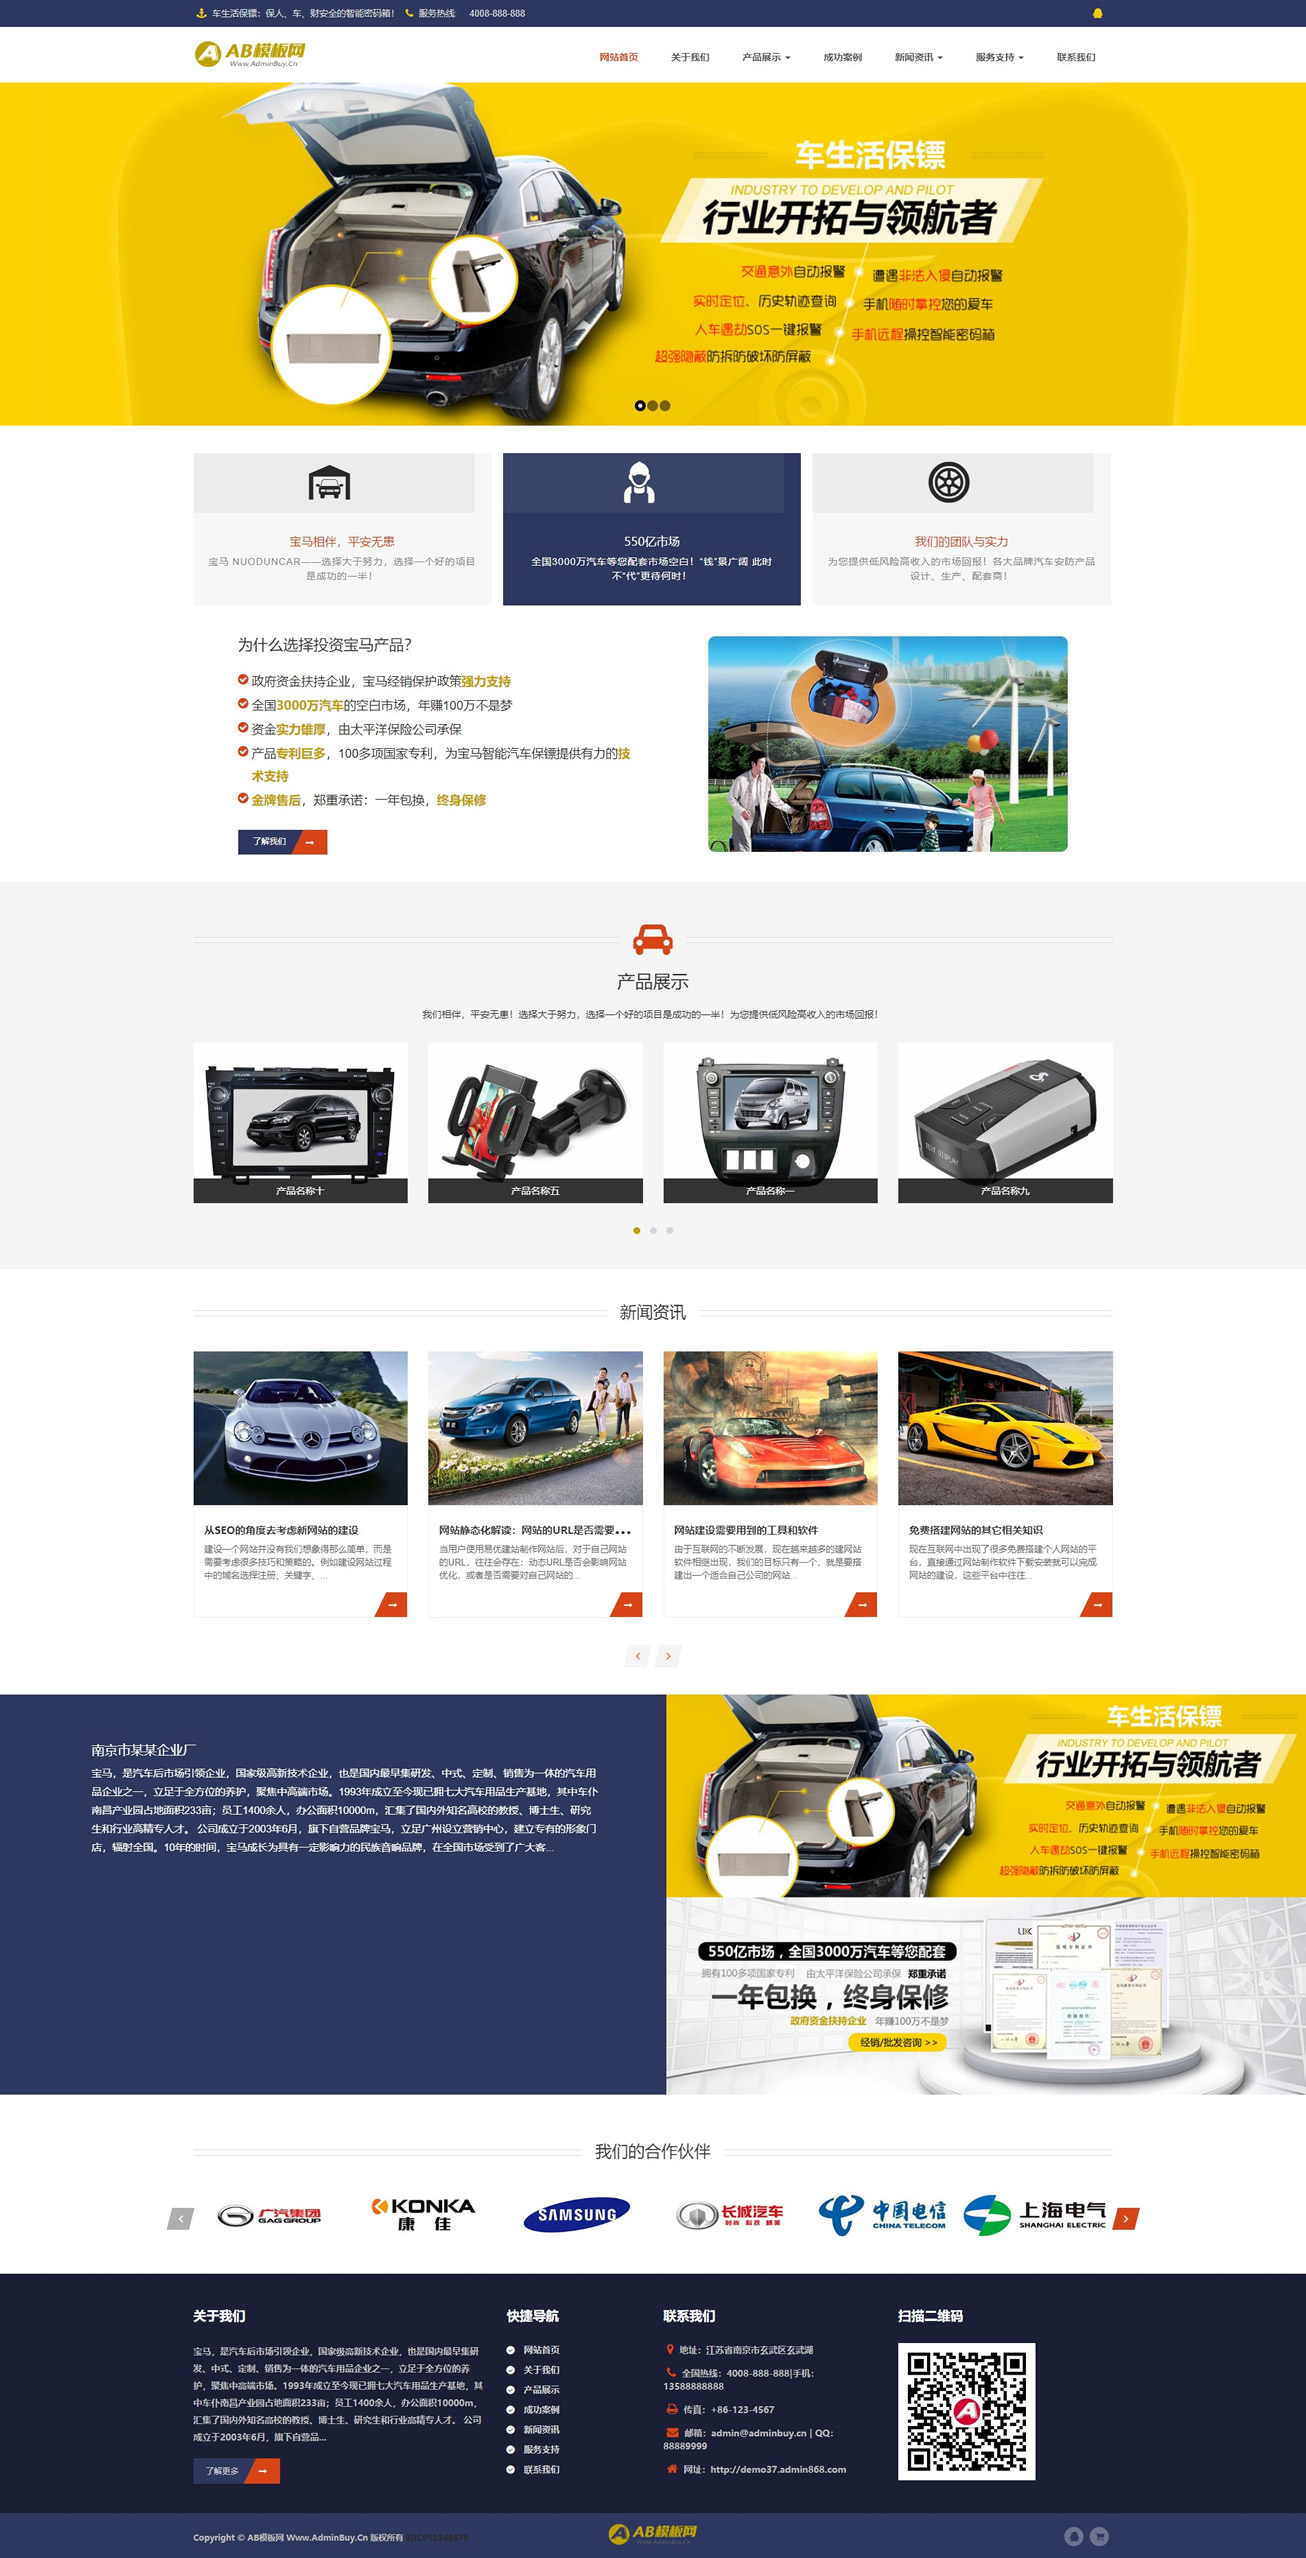 车生活保镖：保人、车、财安全的智能密码箱！ 服务热线: 4008-888-888
AB模板网
Www.AdminBuy.Cn
网站首页 关于我们 产品展示 成功案例 新闻资讯 服务支持 联系我们
车生活保镖
INDUSTRY TO DEVELOP AND PILOT
行业开拓与领航者
交通意外自动报警 遭遇非法入侵自动报警
实时定位、历史轨迹查询 手机随时掌控您的爱车
人车遇劫SOS一键报警 手机远程操控智能密码箱
超强隐蔽防拆防破坏防屏蔽
宝马相伴，平安无患
宝马 NUODUNCAR——选择大于努力，选择一个好的项目
是成功的一半！
550亿市场
全国3000万汽车等您配套市场空白！“钱”景广阔 此时
不“代”更待何时！
我们的团队与实力
为您提供低风险高收入的市场回报！各大品牌汽车安防产品
设计、生产、配套商！
为什么选择投资宝马产品？
政府资金扶持企业，宝马经销保护政策强力支持
全国3000万汽车的空白市场，年赚100万不是梦
资金实力雄厚，由太平洋保险公司承保
产品专利巨多，100多项国家专利，为宝马智能汽车保镖提供有力的技
术支持
金牌售后，郑重承诺：一年包换，终身保修
了解我们
产品展示
我们相伴，平安无患！选择大于努力，选择一个好的项目是成功的一半！为您提供低风险高收入的市场回报！
产品名称十 产品名称五 产品名称一 产品名称九
新闻资讯
从SEO的角度去考虑新网站的建设
建设一个网站并没有我们想象得那么简单，而是
需要考虑很多技巧和策略的。例如建设网站过程
中的域名选择注册、关键字、...
网站静态化解读：网站的URL是否需要...
当用户使用易优建站制作网站后，对于自己网站
的URL，往往会存在：动态URL是否会影响网站
优化，或者是否需要对自己网站的...
网站建设需要用到的工具和软件
由于互联网的不断发展，现在越来越多的建网站
软件相继出现，我们的目标只有一个，就是要搭
建出一个适合自己公司的网站...
免费搭建网站的其它相关知识
现在互联网中出现了很多免费搭建个人网站的平
台，直接通过网站制作软件下载安装就可以完成
网站的建设，这些平台中往往...
南京市某某企业厂
宝马，是汽车后市场引领企业，国家级高新技术企业，也是国内最早集研发、中式、定制、销售为一体的汽车用
品企业之一，立足于全方位的养护，聚焦中高端市场。1993年成立至今现已拥七大汽车用品生产基地，其中车仆
南昌产业园占地面积233亩；员工1400余人，办公面积10000m，汇集了国内外知名高校的教授、博士生、研究
生和行业高精专人才。 公司成立于2003年6月，旗下自营品牌宝马，立足广州设立营销中心，建立专有的形象门
店，辐射全国。10年的时间，宝马成长为具有一定影响力的民族音响品牌，在全国市场受到了广大客...
车生活保镖
INDUSTRY TO DEVELOP AND PILOT
行业开拓与领航者
交通意外自动报警 遭遇非法入侵自动报警
实时定位、历史轨迹查询 手机随时掌控您的爱车
人车遇劫SOS一键报警 手机远程操控智能密码箱
超强隐蔽防拆防破坏防屏蔽
550亿市场，全国3000万汽车等您配套
拥有100多项国家专利 由太平洋保险公司承保 郑重承诺
一年包换，终身保修
政府资金扶持企业 年赚100万不是梦
经销/批发咨询 >>
我们的合作伙伴
广汽集团
GAG GROUP
KONKA
康 佳
SAMSUNG
长城汽车
时尚 科技 精美
中国电信
CHINA TELECOM
上海电气
SHANGHAI ELECTRIC
关于我们
宝马，是汽车后市场引领企业，国家级高新技术企业，也是国内最早集研
发、中式、定制、销售为一体的汽车用品企业之一，立足于全方位的养
护，聚焦中高端市场。1993年成立至今现已拥七大汽车用品生产基地，其
中车仆南昌产业园占地面积233亩；员工1400余人，办公面积10000m，
汇集了国内外知名高校的教授、博士生、研究生和行业高精专人才。 公司
成立于2003年6月，旗下自营品...
了解更多
快捷导航
网站首页
关于我们
产品展示
成功案例
新闻资讯
服务支持
联系我们
联系我们
地址：江苏省南京市玄武区玄武湖
全国热线：4008-888-888|手机：
13588888888
传真：+86-123-4567
邮箱：admin@adminbuy.cn | QQ:
88889999
网址：http://demo37.admin868.com
扫描二维码
Copyright © AB模板网 Www.AdminBuy.Cn 版权所有
AB模板网
Www.AdminBuy.Cn